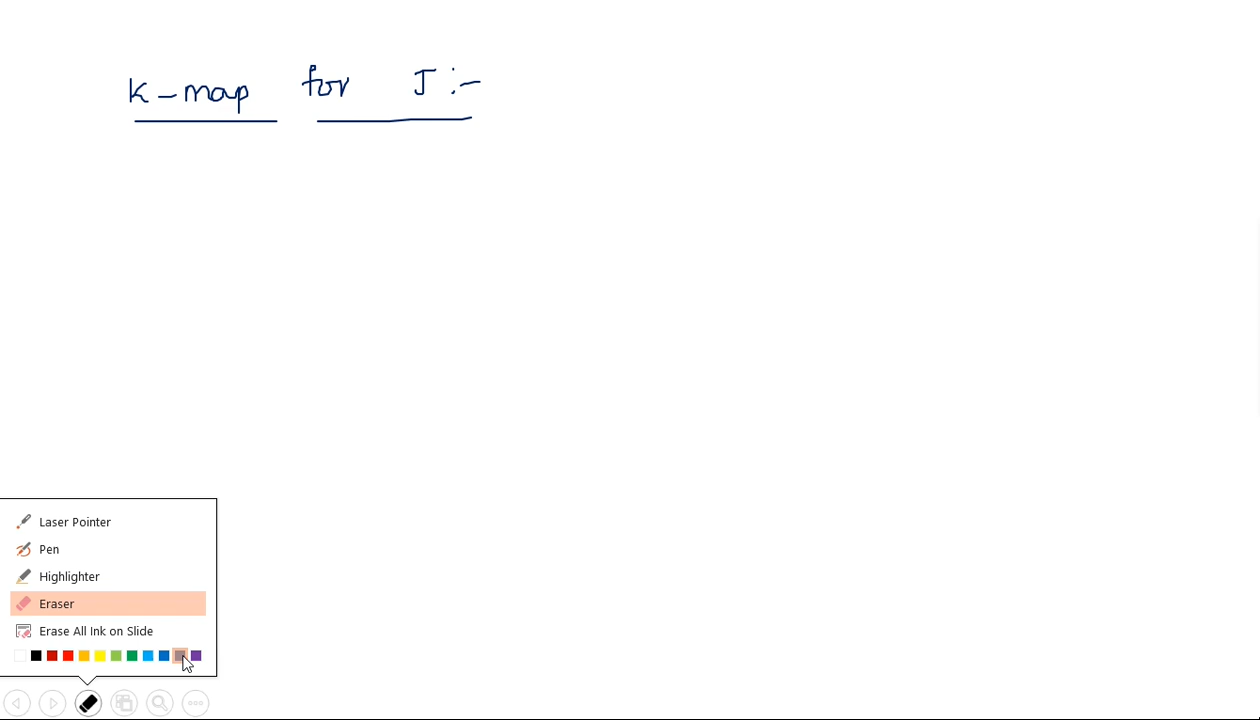 K-map for J :-
Laser Pointer
Pen
Highlighter
Eraser
Erase All Ink on Slide